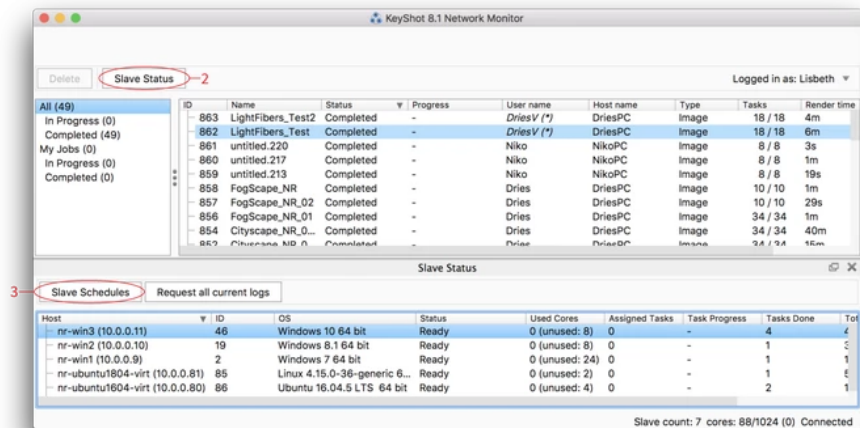 KeyShot 8.1 Network Monitor
Delete Slave Status 2 Logged in as: Lisbeth
All (49)
In Progress (0)
Completed (49)
My Jobs (0)
In Progress (0)
Completed (0)
ID Name Status Progress User name Host name Type Tasks Render time
863 LightFibers_Test2 Completed - DriesV (*) DriesPC Image 18 / 18 4m
862 LightFibers_Test Completed - DriesV (*) DriesPC Image 18 / 18 6m
861 untitled.220 Completed - Niko NikoPC Image 8 / 8 3s
860 untitled.217 Completed - Niko NikoPC Image 8 / 8 1m
859 untitled.213 Completed - Niko NikoPC Image 8 / 8 19s
858 FogScape_NR Completed - Dries DriesPC Image 10 / 10 1m
857 FogScape_NR_02 Completed - Dries DriesPC Image 10 / 10 29s
856 FogScape_NR_01 Completed - Dries DriesPC Image 34 / 34 1m
854 Cityscape_NR_0... Completed - Dries DriesPC Image 34 / 34 40m
852 Cityscape_NR_0... Completed - Dries DriesPC Image 34 / 34 15m
Slave Status
3 Slave Schedules Request all current logs
Host ID OS Status Used Cores Assigned Tasks Task Progress Tasks Done Tot
nr-win3 (10.0.0.11) 46 Windows 10 64 bit Ready 0 (unused: 8) 0 - 4
nr-win2 (10.0.0.10) 19 Windows 8.1 64 bit Ready 0 (unused: 8) 0 - 1
nr-win1 (10.0.0.9) 2 Windows 7 64 bit Ready 0 (unused: 24) 0 - 1
nr-ubuntu1804-virt (10.0.0.81) 85 Linux 4.15.0-36-generic 6... Ready 0 (unused: 2) 0 - 1
nr-ubuntu1604-virt (10.0.0.80) 86 Ubuntu 16.04.5 LTS 64 bit Ready 0 (unused: 4) 0 - 2
Slave count: 7 cores: 88/1024 (0) Connected